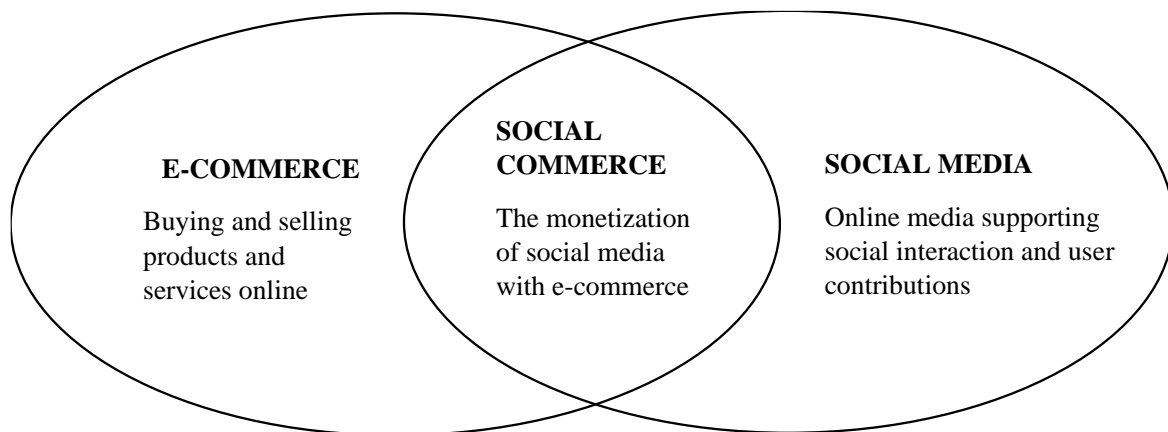 E-COMMERCE
Buying and selling
products and
services online
SOCIAL
COMMERCE
The monetization
of social media
with e-commerce
SOCIAL MEDIA
Online media supporting
social interaction and user
contributions